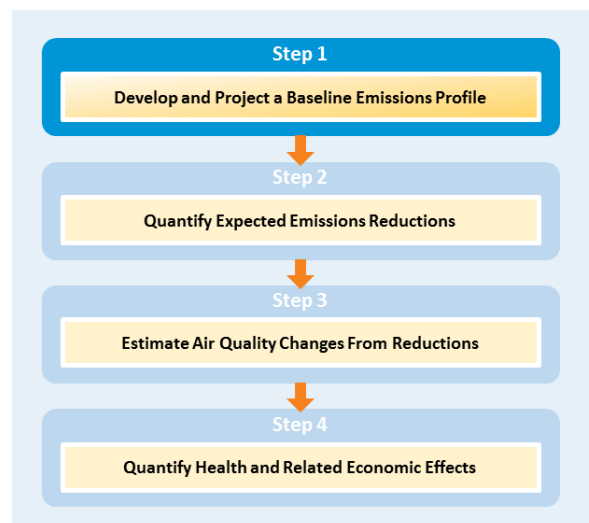 Step 1
Develop and Project a Baseline Emissions Profile
Step 2
Quantify Expected Emissions Reductions
Step 3
Estimate Air Quality Changes From Reductions
Step 4
Quantify Health and Related Economic Effects